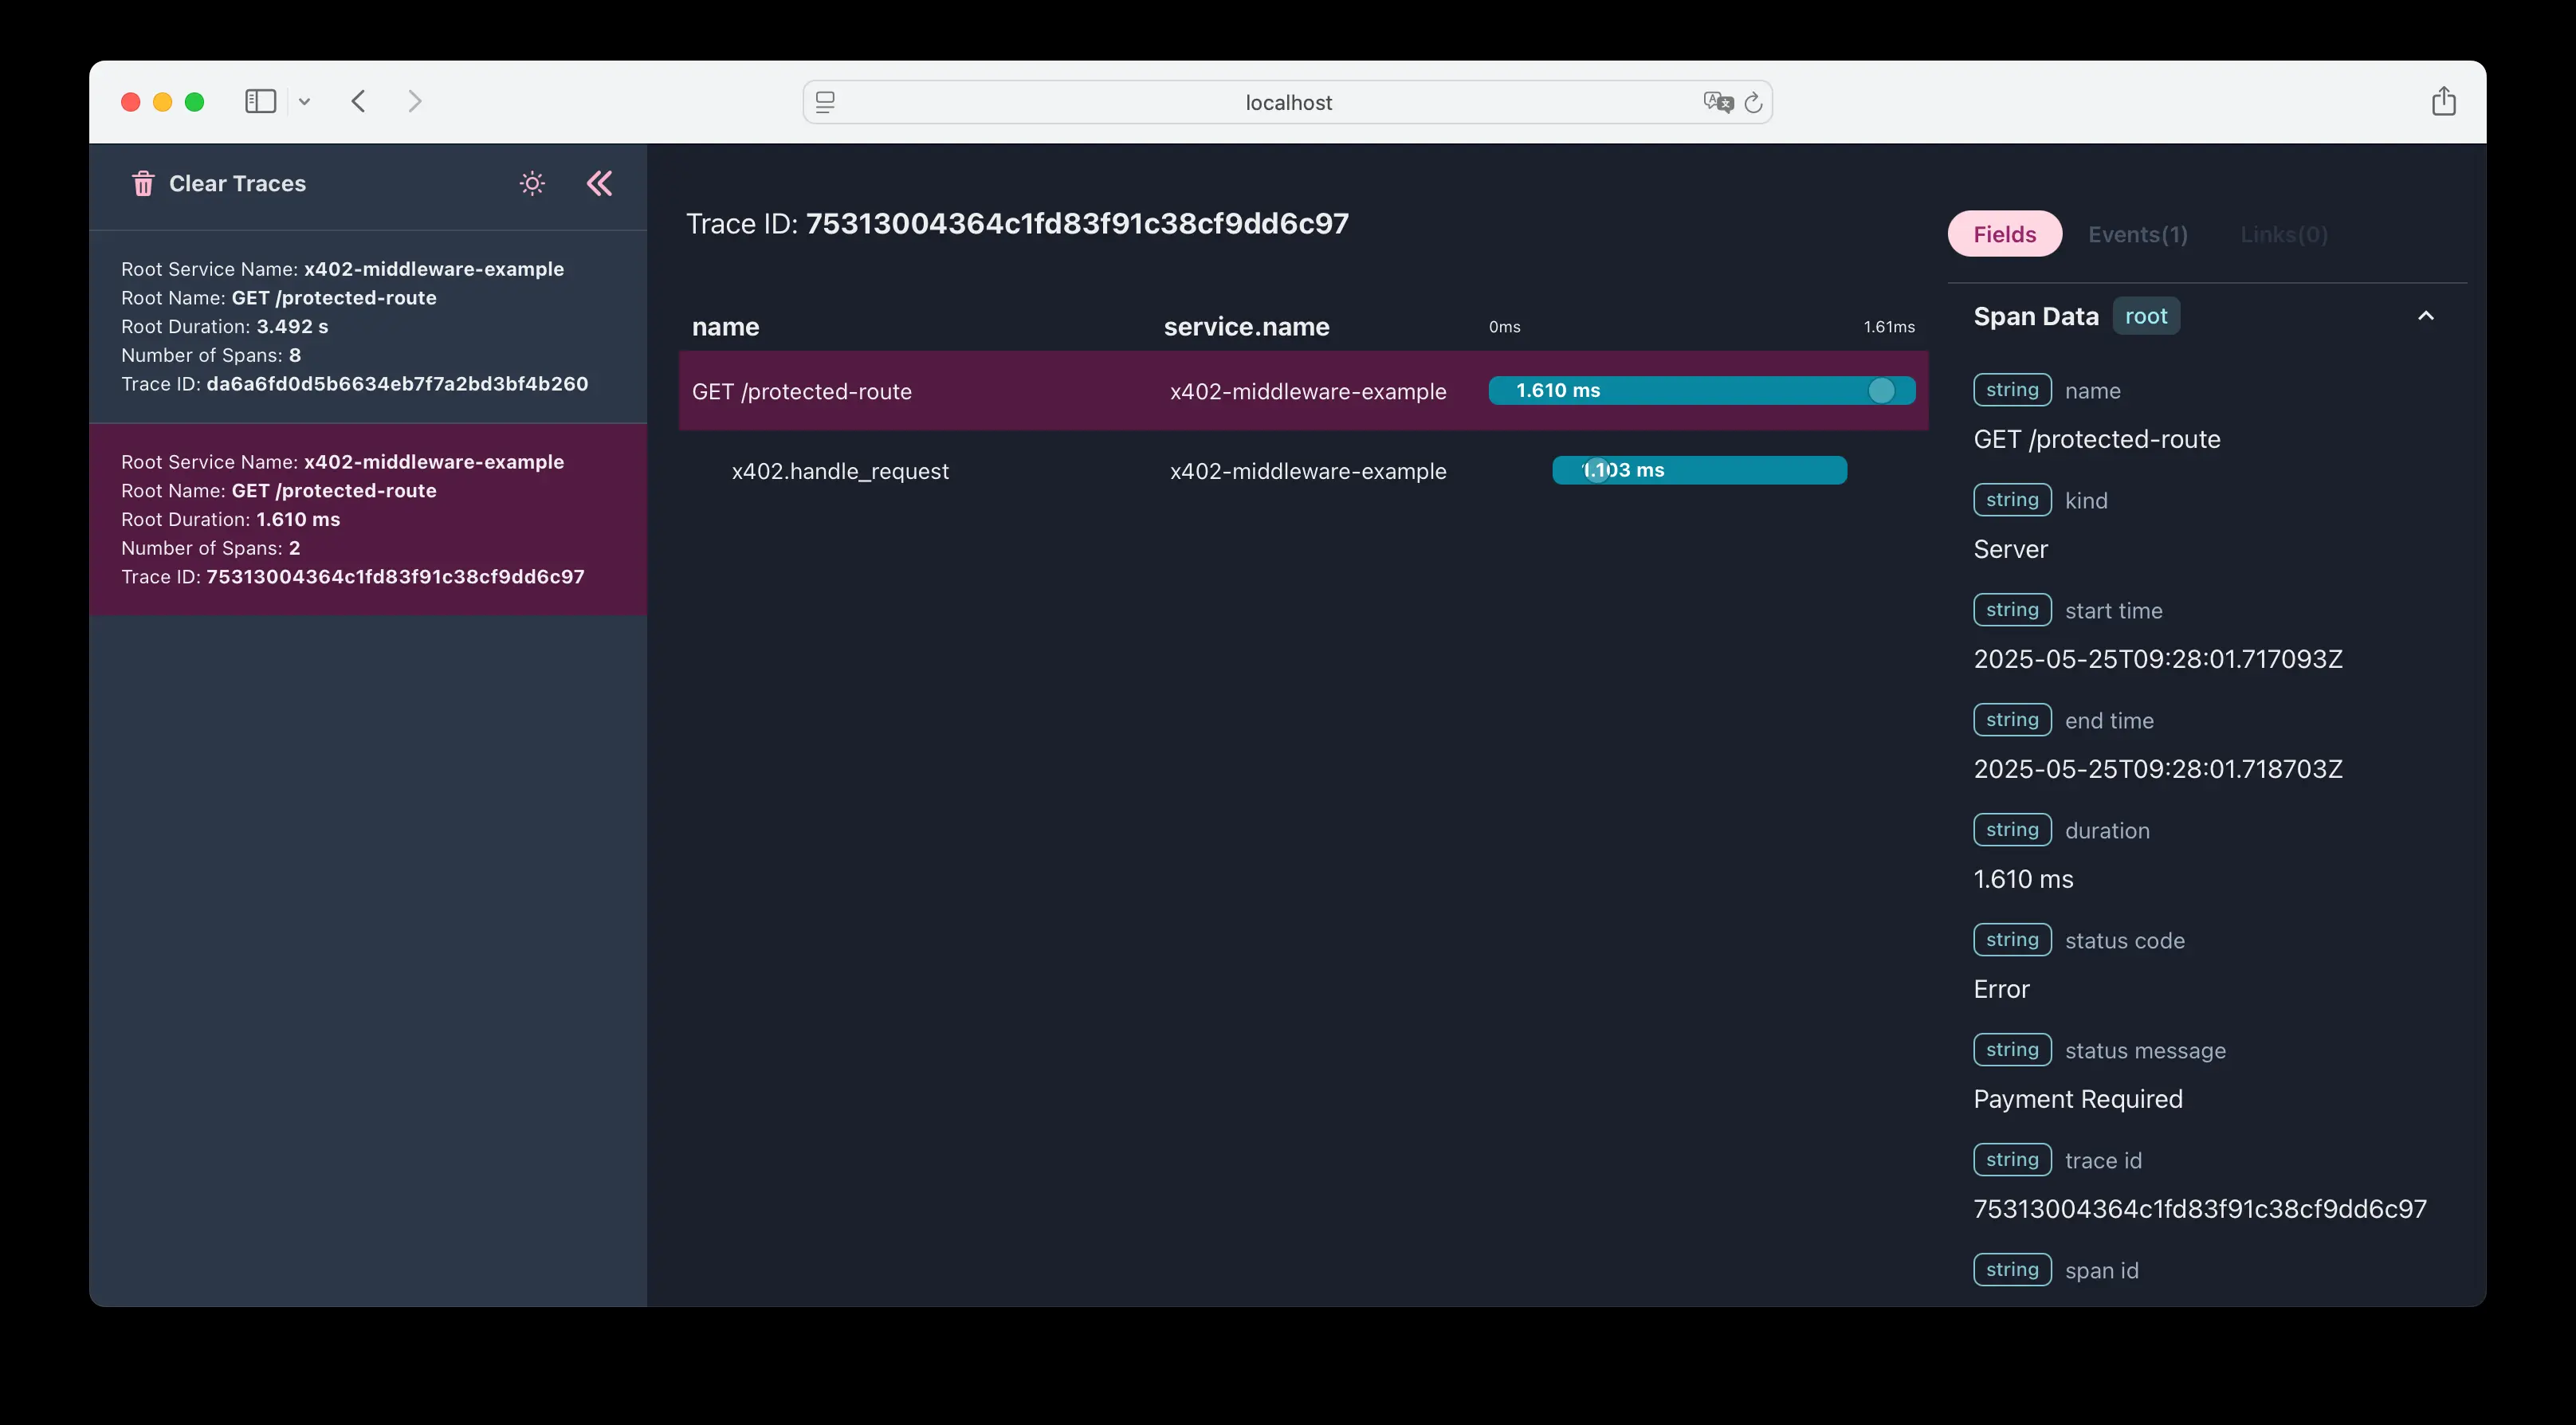 localhost
Clear Traces
Root Service Name: x402-middleware-example
Root Name: GET /protected-route
Root Duration: 3.492 s
Number of Spans: 8
Trace ID: da6a6fd0d5b6634eb7f7a2bd3bf4b260
Root Service Name: x402-middleware-example
Root Name: GET /protected-route
Root Duration: 1.610 ms
Number of Spans: 2
Trace ID: 75313004364c1fd83f91c38cf9dd6c97
Trace ID: 75313004364c1fd83f91c38cf9dd6c97
name service.name 0ms 1.61ms
GET /protected-route x402-middleware-example 1.610 ms
x402.handle_request x402-middleware-example 1.103 ms
Fields Events(1) Links(0)
Span Data root
string name
GET /protected-route
string kind
Server
string start time
2025-05-25T09:28:01.717093Z
string end time
2025-05-25T09:28:01.718703Z
string duration
1.610 ms
string status code
Error
string status message
Payment Required
string trace id
75313004364c1fd83f91c38cf9dd6c97
string span id